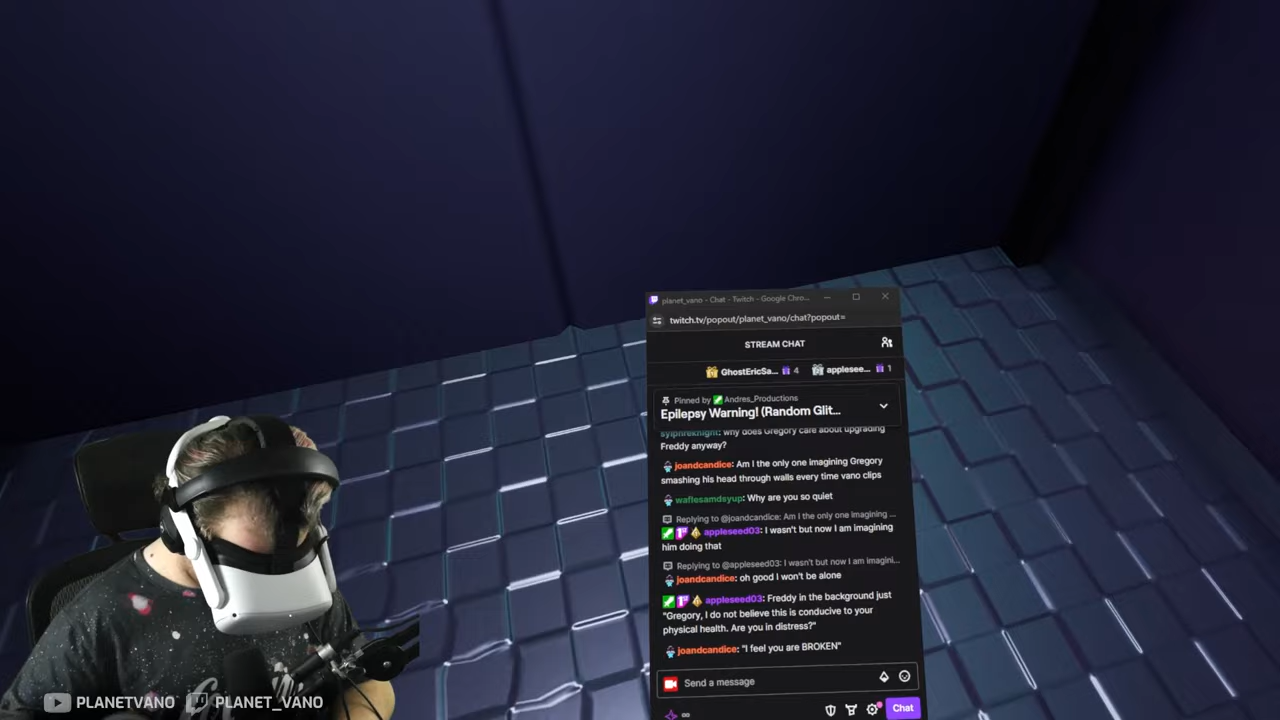 planet_vano - Chat - Twitch - Google Chro...
twitch.tv/popout/planet_vano/chat?popout=
STREAM CHAT
GhostEricSa... 4 applesee... 1
Pinned by Andres_Productions
Epilepsy Warning! (Random Glit...
sylphreknight: why does Gregory care about upgrading
Freddy anyway?
joandcandice: Am I the only one imagining Gregory
smashing his head through walls every time vano clips
waflesamdsyup: Why are you so quiet
Replying to @joandcandice: Am I the only one imagining ...
appleseed03: I wasn't but now I am imagining
him doing that
Replying to @appleseed03: I wasn't but now I am imagini...
joandcandice: oh good I won't be alone
appleseed03: Freddy in the background just
"Gregory, I do not believe this is conducive to your
physical health. Are you in distress?"
joandcandice: "I feel you are BROKEN"
Send a message
Chat
PLANETVANO PLANET_VANO